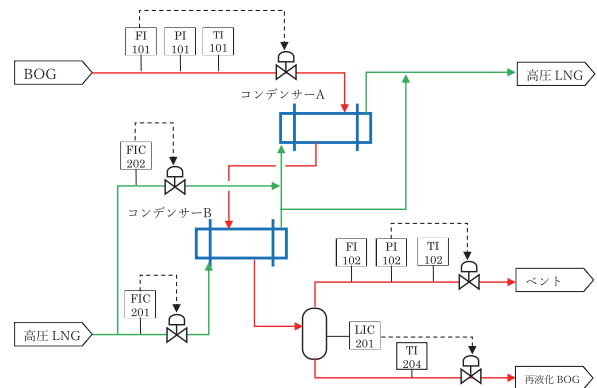 FI
101
PI
101
TI
101
BOG
高圧 LNG
コンデンサーA
FIC
202
コンデンサーB
FI
102
PI
102
TI
102
ベント
FIC
201
高圧 LNG
LIC
201
TI
204
再液化 BOG